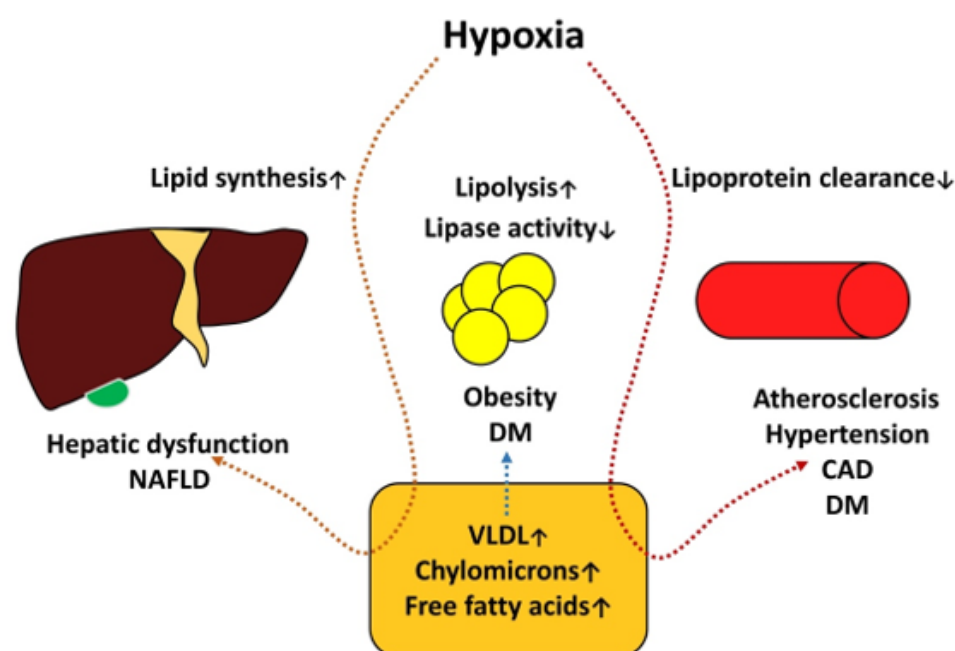 Hypoxia
Lipid synthesis↑
Lipolysis↑
Lipase activity↓
Lipoprotein clearance↓
Hepatic dysfunction
NAFLD
Obesity
DM
Atherosclerosis
Hypertension
CAD
DM
VLDL↑
Chylomicrons↑
Free fatty acids↑